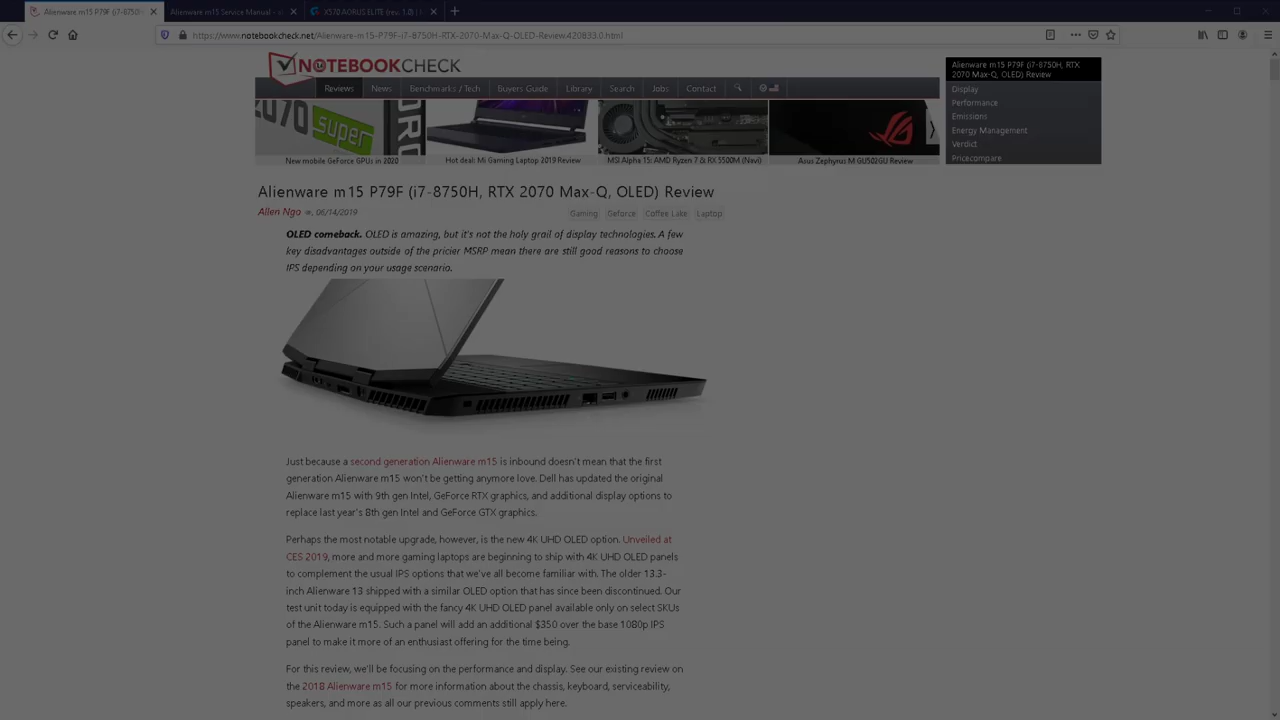 Alienware m15 P79F (i7-8750H
Alienware m15 Service Manual -
X570 AORUS ELITE (rev. 1.0) |
https://www.notebookcheck.net/Alienware-m15-P79F-i7-8750H-RTX-2070-Max-Q-OLED-Review.420833.0.html
NOTEBOOKCHECK
Reviews News Benchmarks / Tech Buyers Guide Library Search Jobs Contact
070 SUPER
New mobile GeForce GPUs in 2020
Hot deal: Mi Gaming Laptop 2019 Review
MSI Alpha 15: AMD Ryzen 7 & RX 5500M (Navi)
Asus Zephyrus M GU502GU Review
Alienware m15 P79F (i7-8750H, RTX
2070 Max-Q, OLED) Review
Display
Performance
Emissions
Energy Management
Verdict
Pricecompare
Alienware m15 P79F (i7-8750H, RTX 2070 Max-Q, OLED) Review
Allen Ngo, 06/14/2019
Gaming Geforce Coffee Lake Laptop
OLED comeback. OLED is amazing, but it's not the holy grail of display technologies. A few
key disadvantages outside of the pricier MSRP mean there are still good reasons to choose
IPS depending on your usage scenario.
Just because a second generation Alienware m15 is inbound doesn't mean that the first
generation Alienware m15 won't be getting anymore love. Dell has updated the original
Alienware m15 with 9th gen Intel, GeForce RTX graphics, and additional display options to
replace last year's 8th gen Intel and GeForce GTX graphics.
Perhaps the most notable upgrade, however, is the new 4K UHD OLED option. Unveiled at
CES 2019, more and more gaming laptops are beginning to ship with 4K UHD OLED panels
to complement the usual IPS options that we've all become familiar with. The older 13.3-
inch Alienware 13 shipped with a similar OLED option that has since been discontinued. Our
test unit today is equipped with the fancy 4K UHD OLED panel available only on select SKUs
of the Alienware m15. Such a panel will add an additional $350 over the base 1080p IPS
panel to make it more of an enthusiast offering for the time being.
For this review, we'll be focusing on the performance and display. See our existing review on
the 2018 Alienware m15 for more information about the chassis, keyboard, serviceability,
speakers, and more as all our previous comments still apply here.